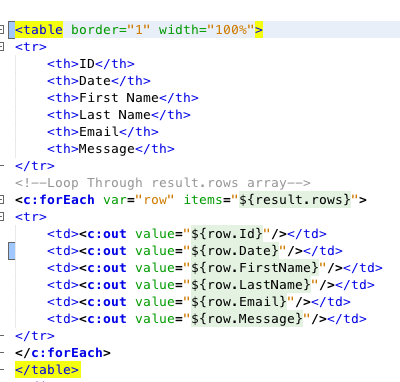 <table border="1" width="100%">
<tr>
<th>ID</th>
<th>Date</th>
<th>First Name</th>
<th>Last Name</th>
<th>Email</th>
<th>Message</th>
</tr>
<!--Loop Through result.rows array-->
<c:forEach var="row" items="${result.rows}">
<tr>
<td><c:out value="${row.Id}"/></td>
<td><c:out value="${row.Date}"/></td>
<td><c:out value="${row.FirstName}"/></td>
<td><c:out value="${row.LastName}"/></td>
<td><c:out value="${row.Email}"/></td>
<td><c:out value="${row.Message}"/></td>
</tr>
</c:forEach>
</table>